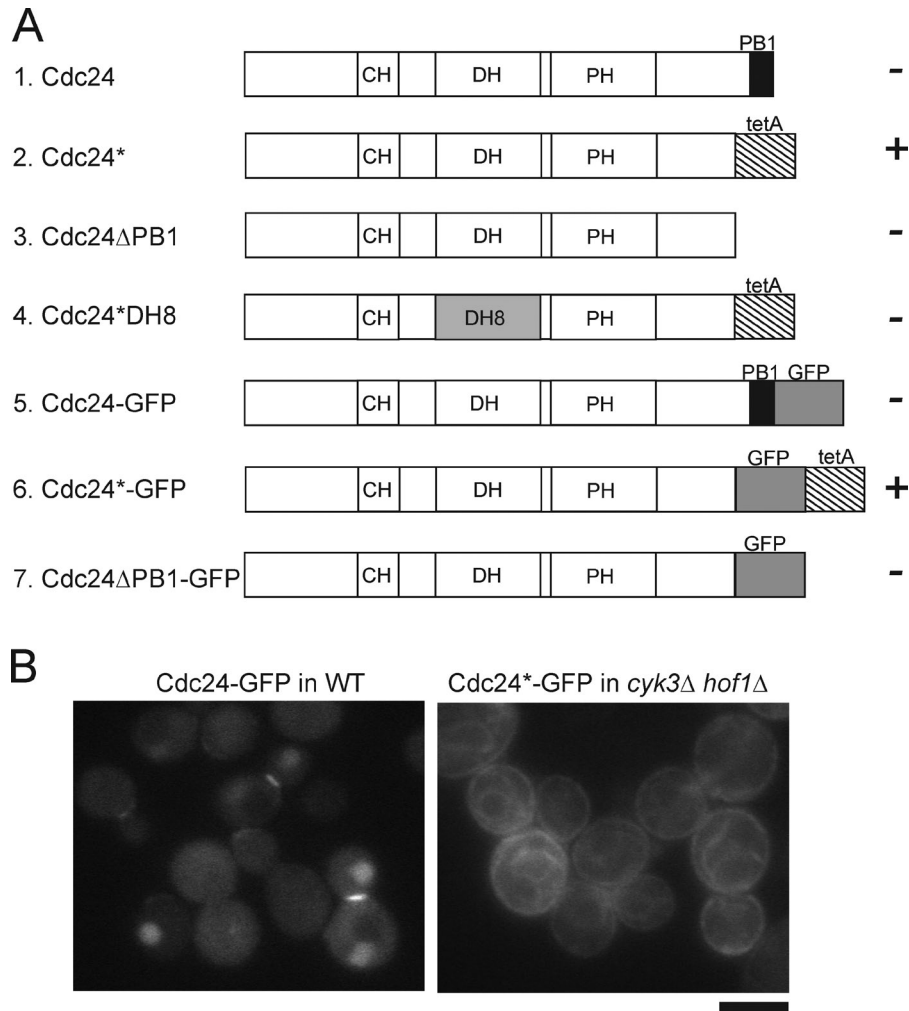 A
PB1
1. Cdc24 CH DH PH -
tetA
2. Cdc24* CH DH PH +
3. Cdc24ΔPB1 CH DH PH -
tetA
4. Cdc24*DH8 CH DH8 PH -
PB1 GFP
5. Cdc24-GFP CH DH PH -
GFP tetA
6. Cdc24*-GFP CH DH PH +
GFP
7. Cdc24ΔPB1-GFP CH DH PH -
B
Cdc24-GFP in WT Cdc24*-GFP in cyk3Δ hof1Δ